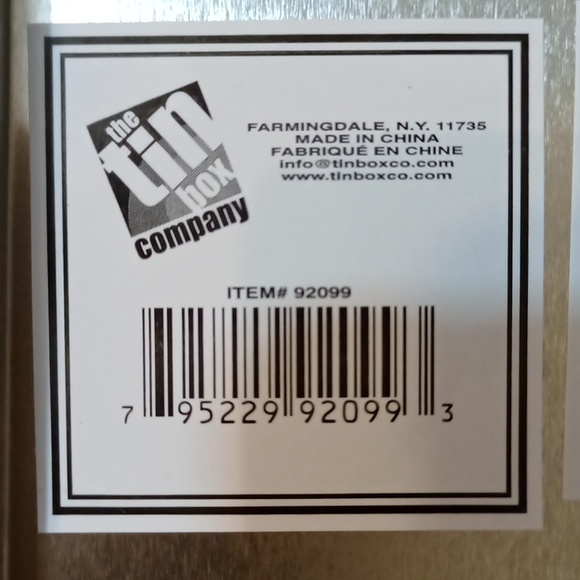 the
tin
box
company
FARMINGDALE, N.Y. 11735
MADE IN CHINA
FABRIQUÉ EN CHINE
info@tinboxco.com
www.tinboxco.com
ITEM# 92099
7 95229 92099 3